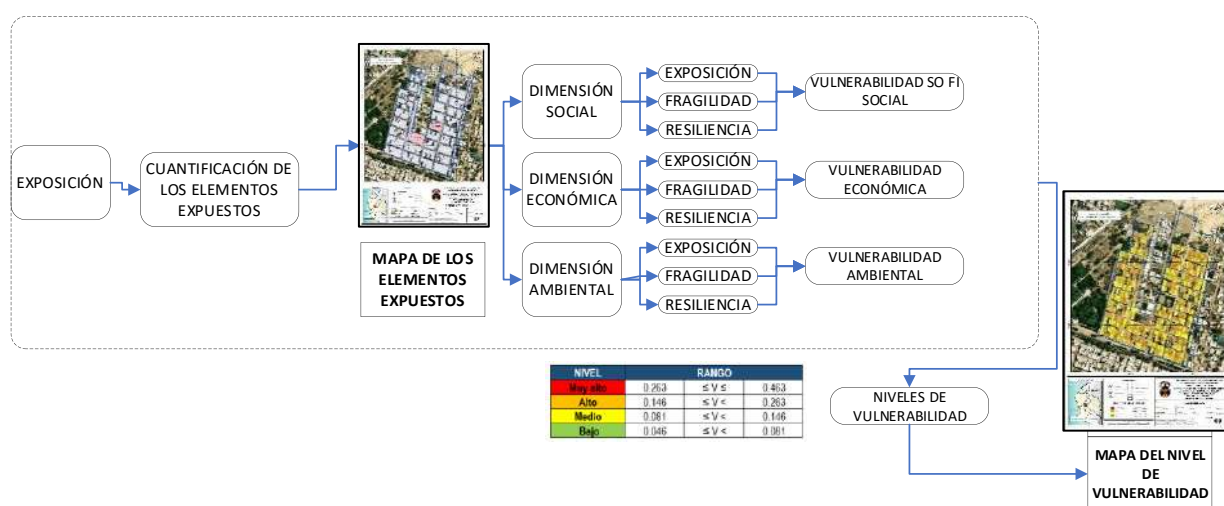 EXPOSICIÓN
CUANTIFICACIÓN DE
LOS ELEMENTOS
EXPUESTOS
MAPA DE LOS
ELEMENTOS
EXPUESTOS
DIMENSIÓN
SOCIAL
EXPOSICIÓN
FRAGILIDAD
RESILIENCIA
VULNERABILIDAD SO FI
SOCIAL
DIMENSIÓN
ECONÓMICA
EXPOSICIÓN
FRAGILIDAD
RESILIENCIA
VULNERABILIDAD
ECONÓMICA
DIMENSIÓN
AMBIENTAL
EXPOSICIÓN
FRAGILIDAD
RESILIENCIA
VULNERABILIDAD
AMBIENTAL
NIVEL RANGO
Muy alto 0.263 ≤ V ≤ 0.463
Alto 0.146 ≤ V < 0.263
Medio 0.081 ≤ V < 0.146
Bajo 0.046 ≤ V < 0.081
NIVELES DE
VULNERABILIDAD
MAPA DEL NIVEL
DE
VULNERABILIDAD